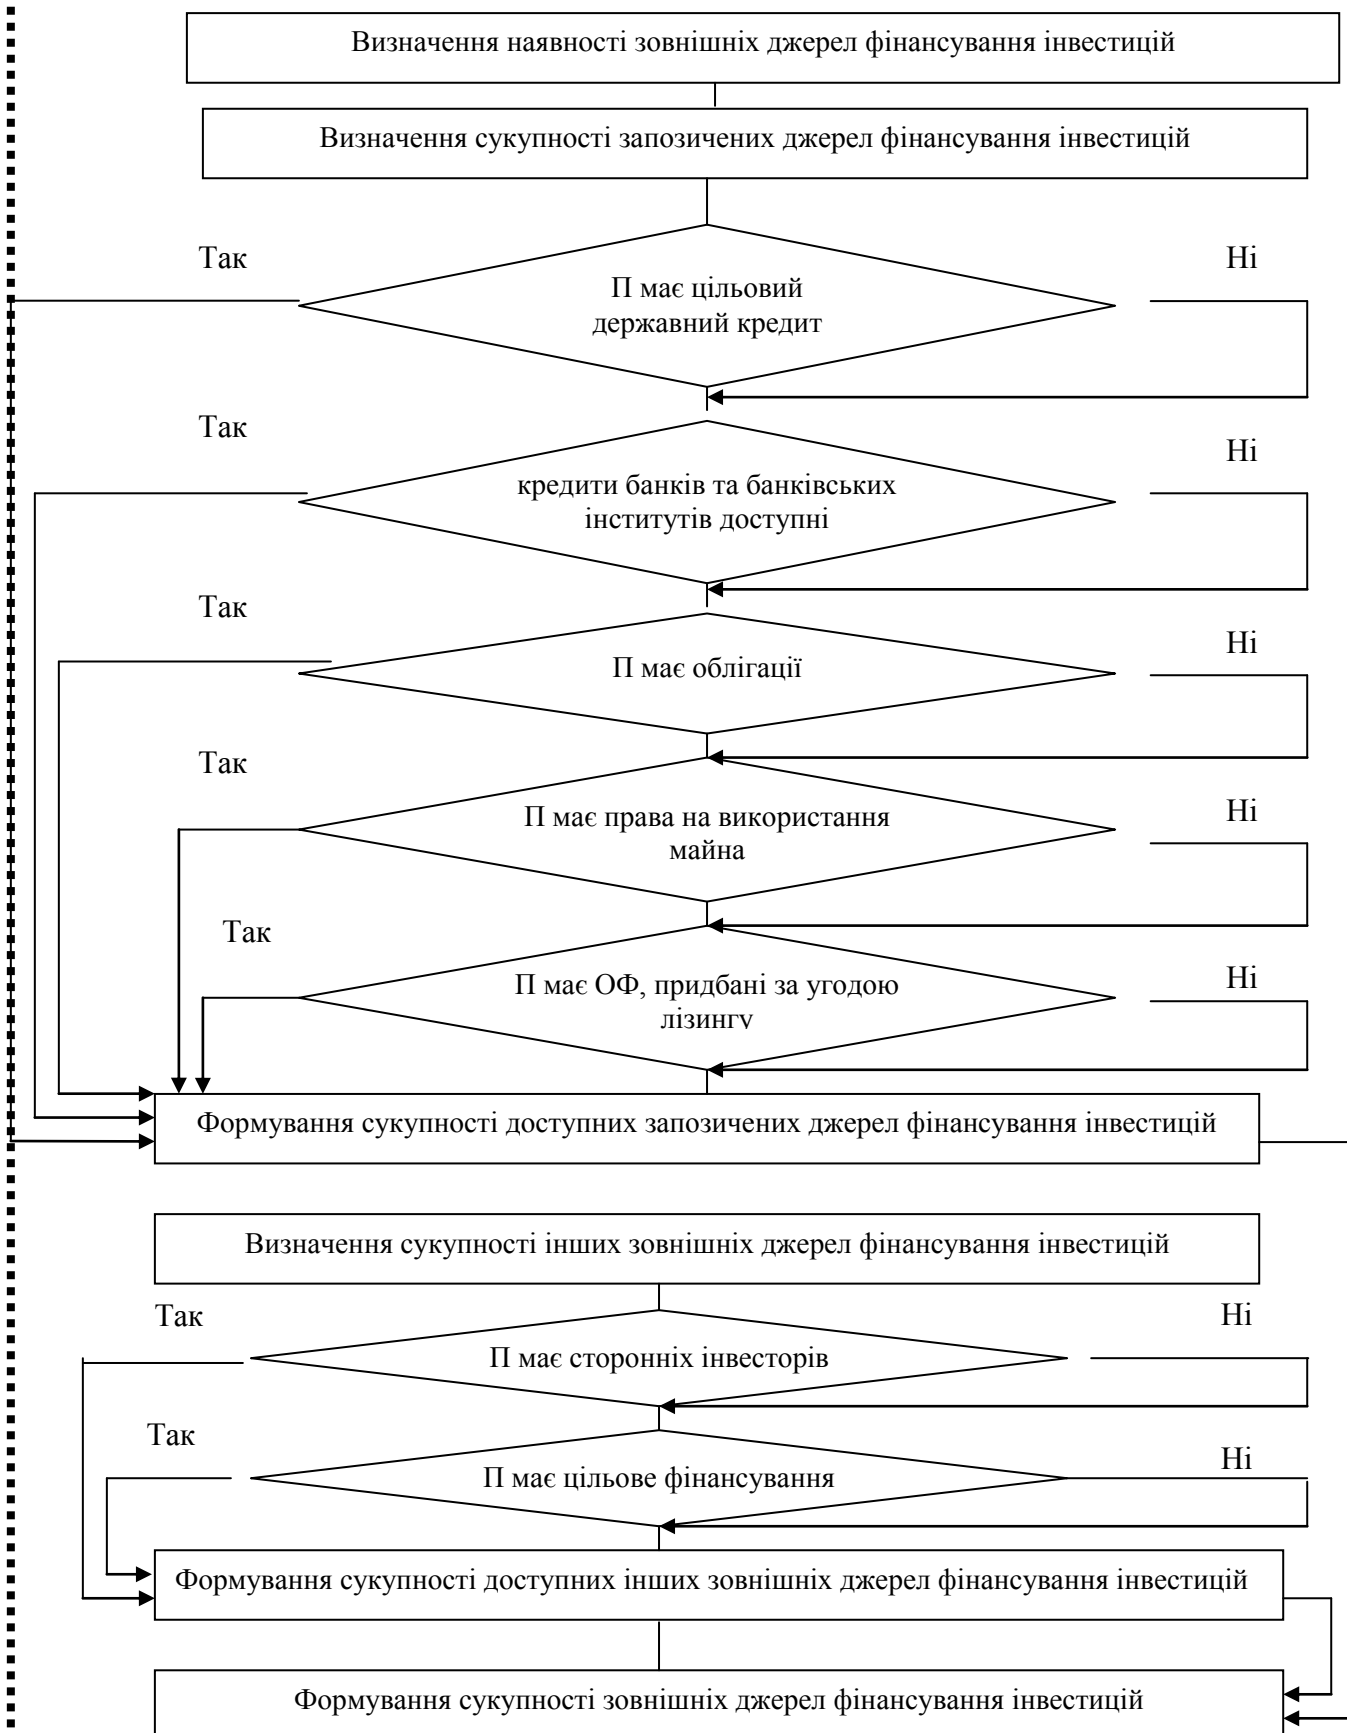 Визначення наявності зовнішніх джерел фінансування інвестицій
Визначення сукупності запозичених джерел фінансування інвестицій
Так
Ні
П має цільовий
державний кредит
Так
Ні
кредити банків та банківських
інститутів доступні
Так
Ні
П має облігації
Так
Ні
П має права на використання
майна
Так
Ні
П має ОФ, придбані за угодою
лізингу
Формування сукупності доступних запозичених джерел фінансування інвестицій
Визначення сукупності інших зовнішніх джерел фінансування інвестицій
Так
Ні
П має сторонніх інвесторів
Так
Ні
П має цільове фінансування
Формування сукупності доступних інших зовнішніх джерел фінансування інвестицій
Формування сукупності зовнішніх джерел фінансування інвестицій